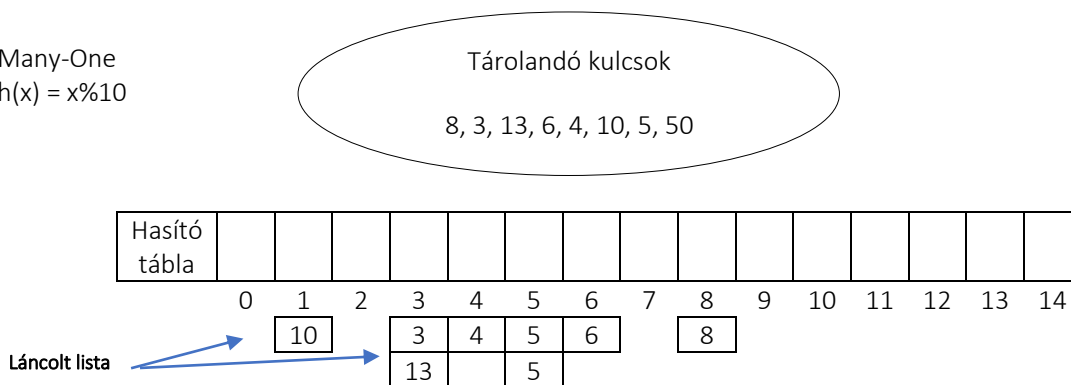 Many-One
h(x) = x%10
Tárolandó kulcsok
8, 3, 13, 6, 4, 10, 5, 50
Hasító
tábla
0 1 2 3 4 5 6 7 8 9 10 11 12 13 14
10 3 4 5 6 8
Láncolt lista
13 5